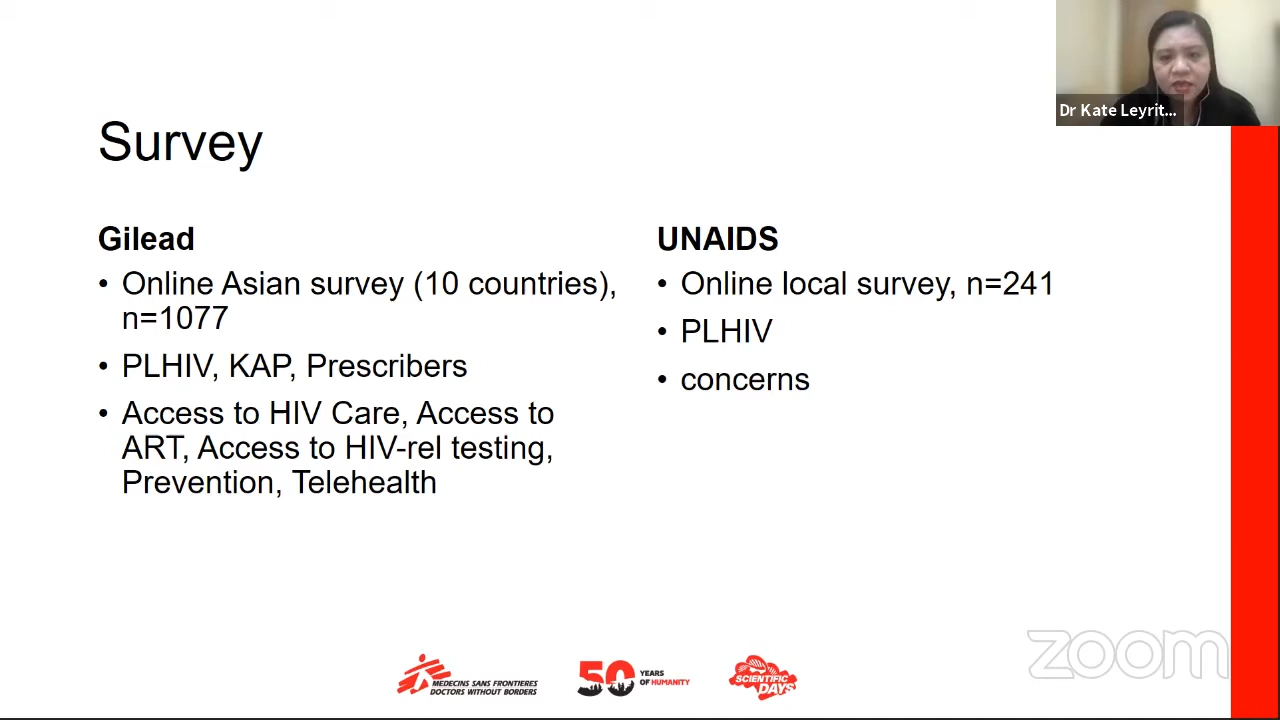 Dr Kate Leyrit...
Survey
Gilead
• Online Asian survey (10 countries),
n=1077
• PLHIV, KAP, Prescribers
• Access to HIV Care, Access to
ART, Access to HIV-rel testing,
Prevention, Telehealth
UNAIDS
• Online local survey, n=241
• PLHIV
• concerns
zoom
MEDECINS SANS FRONTIERES
DOCTORS WITHOUT BORDERS
50 YEARS
OF HUMANITY
SCIENTIFIC
DAYS